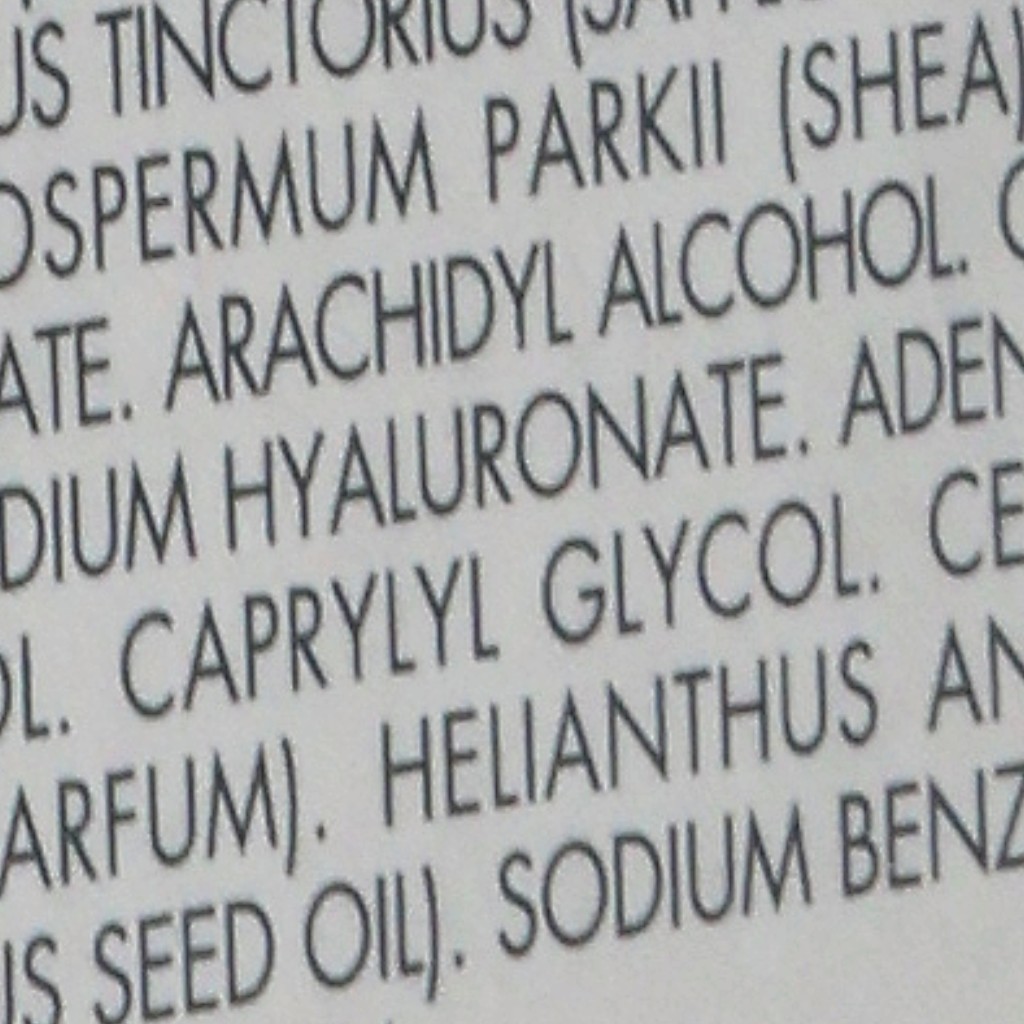 US TINCTORIUS (SAFFL
OSPERMUM PARKII (SHEA)
ATE. ARACHIDYL ALCOHOL. C
DIUM HYALURONATE. ADEN
OL. CAPRYLYL GLYCOL. CE
ARFUM). HELIANTHUS AN
US SEED OIL). SODIUM BENZ